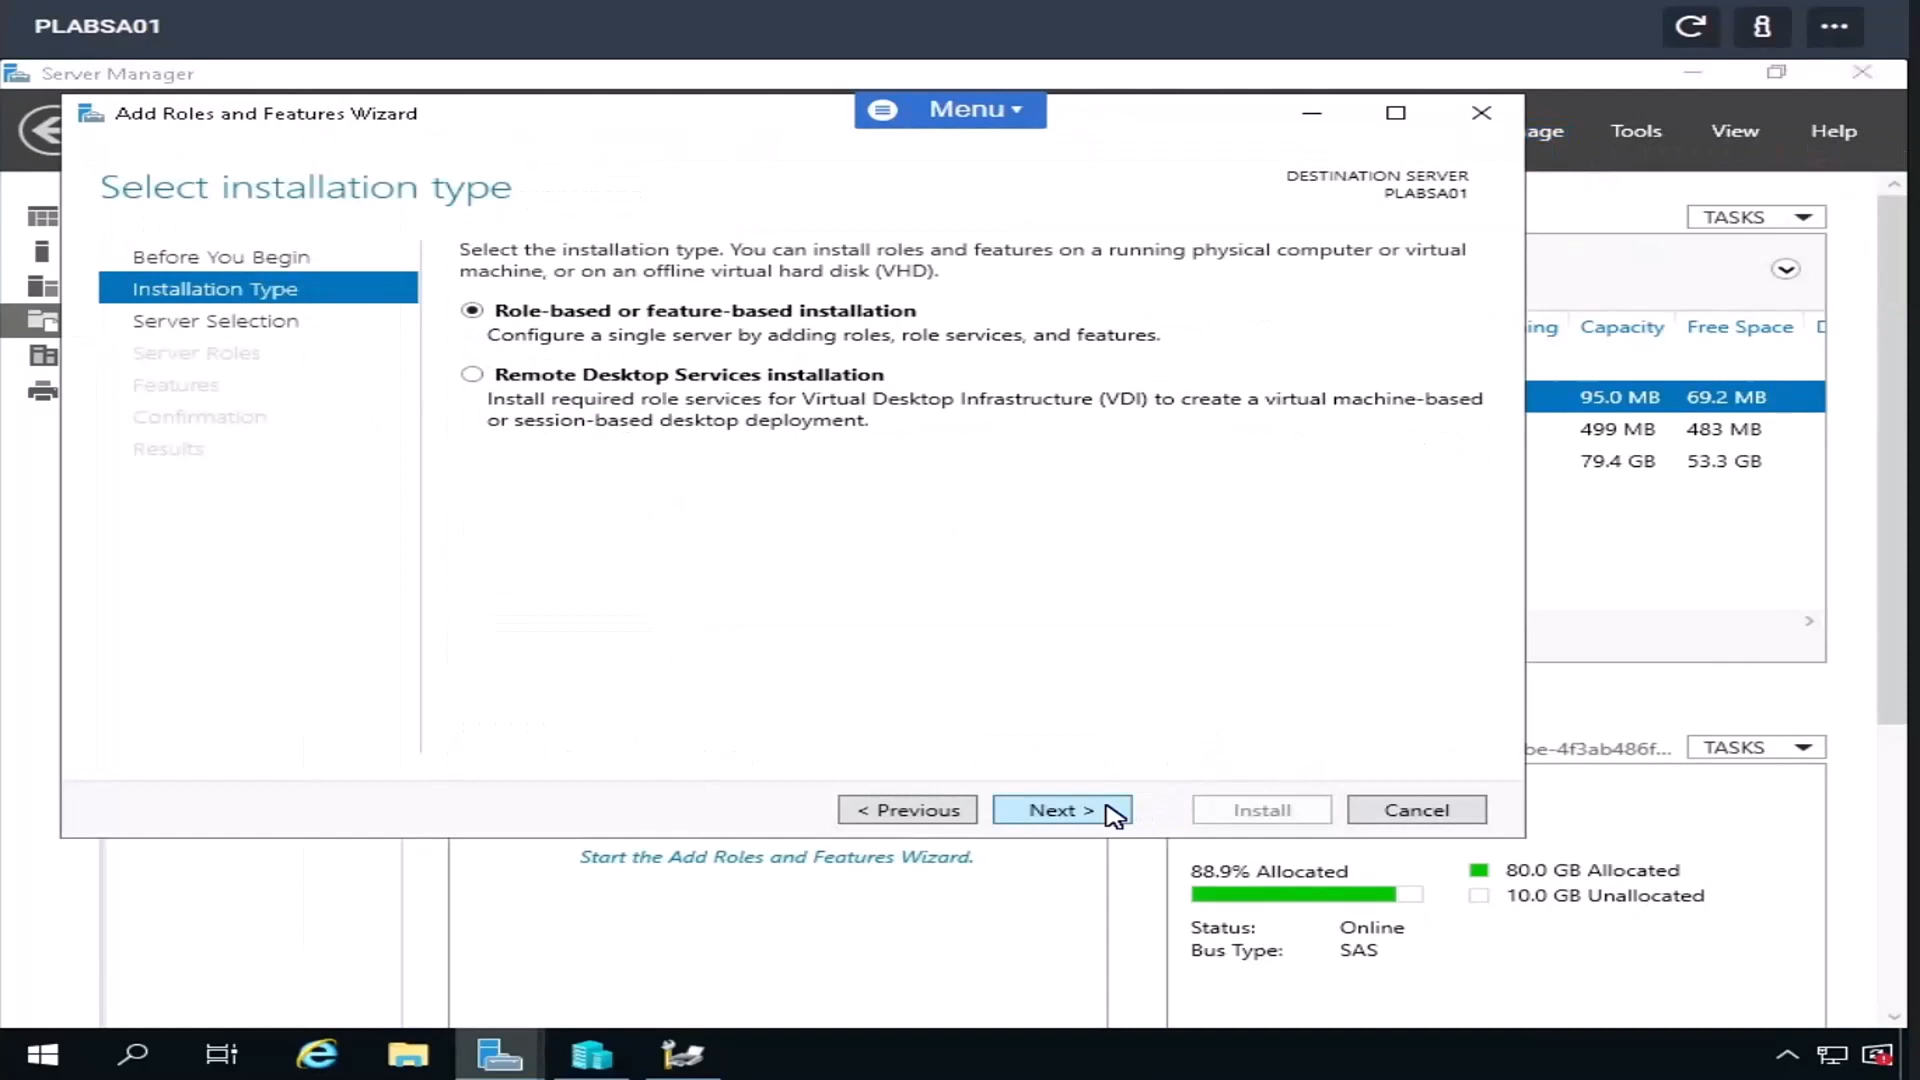 PLABSA01
Server Manager
Add Roles and Features Wizard
Menu
Tools
View
Help
Select installation type
DESTINATION SERVER
PLABSA01
TASKS
Before You Begin
Installation Type
Server Selection
Server Roles
Features
Confirmation
Results
Select the installation type. You can install roles and features on a running physical computer or virtual
machine, or on an offline virtual hard disk (VHD).
Role-based or feature-based installation
Configure a single server by adding roles, role services, and features.
Remote Desktop Services installation
Install required role services for Virtual Desktop Infrastructure (VDI) to create a virtual machine-based
or session-based desktop deployment.
Capacity Free Space
95.0 MB 69.2 MB
499 MB 483 MB
79.4 GB 53.3 GB
be-4f3ab486f... TASKS
< Previous
Next >
Install
Cancel
Start the Add Roles and Features Wizard.
88.9% Allocated
80.0 GB Allocated
10.0 GB Unallocated
Status: Online
Bus Type: SAS